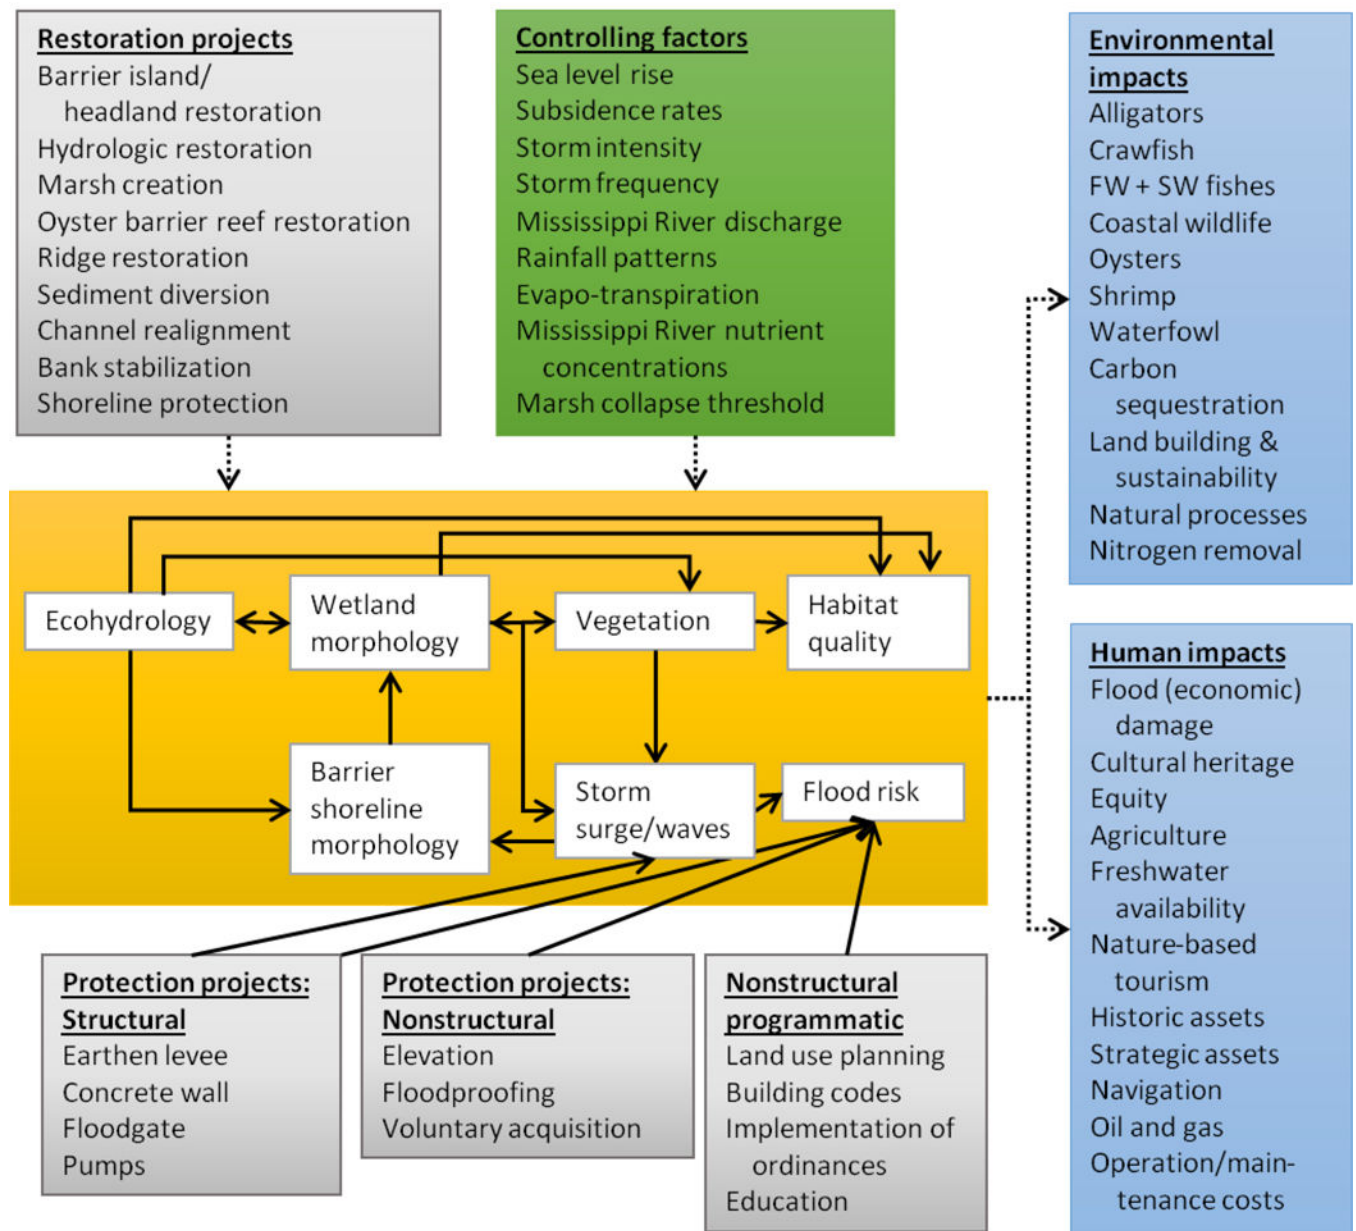 Restoration projects
Barrier island/
headland restoration
Hydrologic restoration
Marsh creation
Oyster barrier reef restoration
Ridge restoration
Sediment diversion
Channel realignment
Bank stabilization
Shoreline protection
Controlling factors
Sea level rise
Subsidence rates
Storm intensity
Storm frequency
Mississippi River discharge
Rainfall patterns
Evapo-transpiration
Mississippi River nutrient
concentrations
Marsh collapse threshold
Environmental
impacts
Alligators
Crawfish
FW + SW fishes
Coastal wildlife
Oysters
Shrimp
Waterfowl
Carbon
sequestration
Land building &
sustainability
Natural processes
Nitrogen removal
Ecohydrology
Wetland
morphology
Vegetation
Habitat
quality
Barrier
shoreline
morphology
Storm
surge/waves
Flood risk
Human impacts
Flood (economic)
damage
Cultural heritage
Equity
Agriculture
Freshwater
availability
Nature-based
tourism
Historic assets
Strategic assets
Navigation
Oil and gas
Operation/main-
tenance costs
Protection projects:
Structural
Earthen levee
Concrete wall
Floodgate
Pumps
Protection projects:
Nonstructural
Elevation
Floodproofing
Voluntary acquisition
Nonstructural
programmatic
Land use planning
Building codes
Implementation of
ordinances
Education